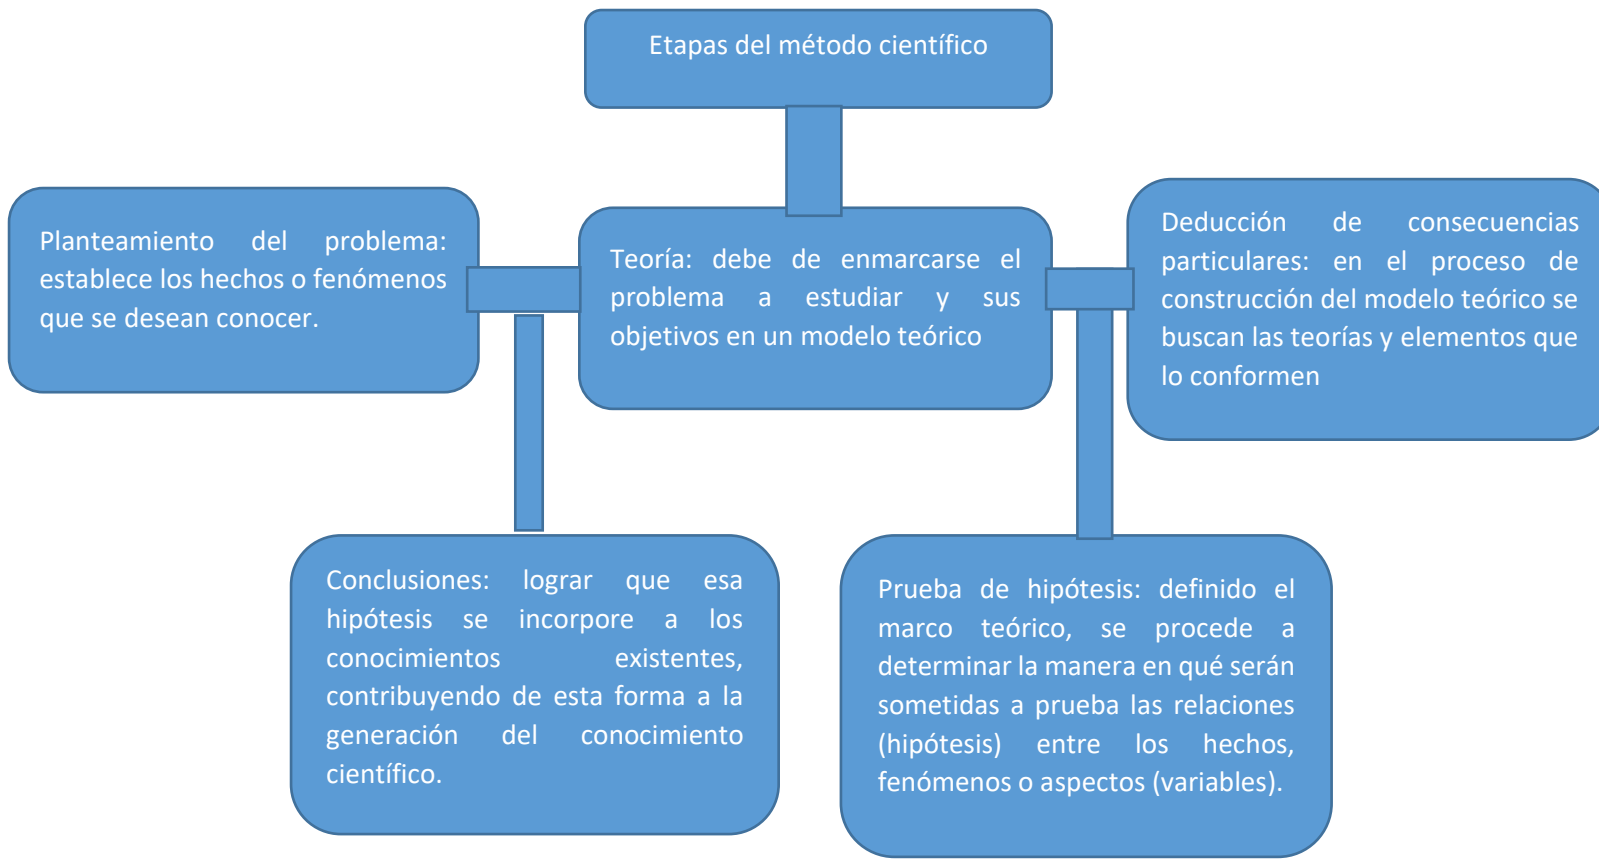 Etapas del método científico
Planteamiento del problema:
establece los hechos o fenómenos
que se desean conocer.
Teoría: debe de enmarcarse el
problema a estudiar y sus
objetivos en un modelo teórico
Deducción de consecuencias
particulares: en el proceso de
construcción del modelo teórico se
buscan las teorías y elementos que
lo conformen
Conclusiones: lograr que esa
hipótesis se incorpore a los
conocimientos existentes,
contribuyendo de esta forma a la
generación del conocimiento
científico.
Prueba de hipótesis: definido el
marco teórico, se procede a
determinar la manera en qué serán
sometidas a prueba las relaciones
(hipótesis) entre los hechos,
fenómenos o aspectos (variables).